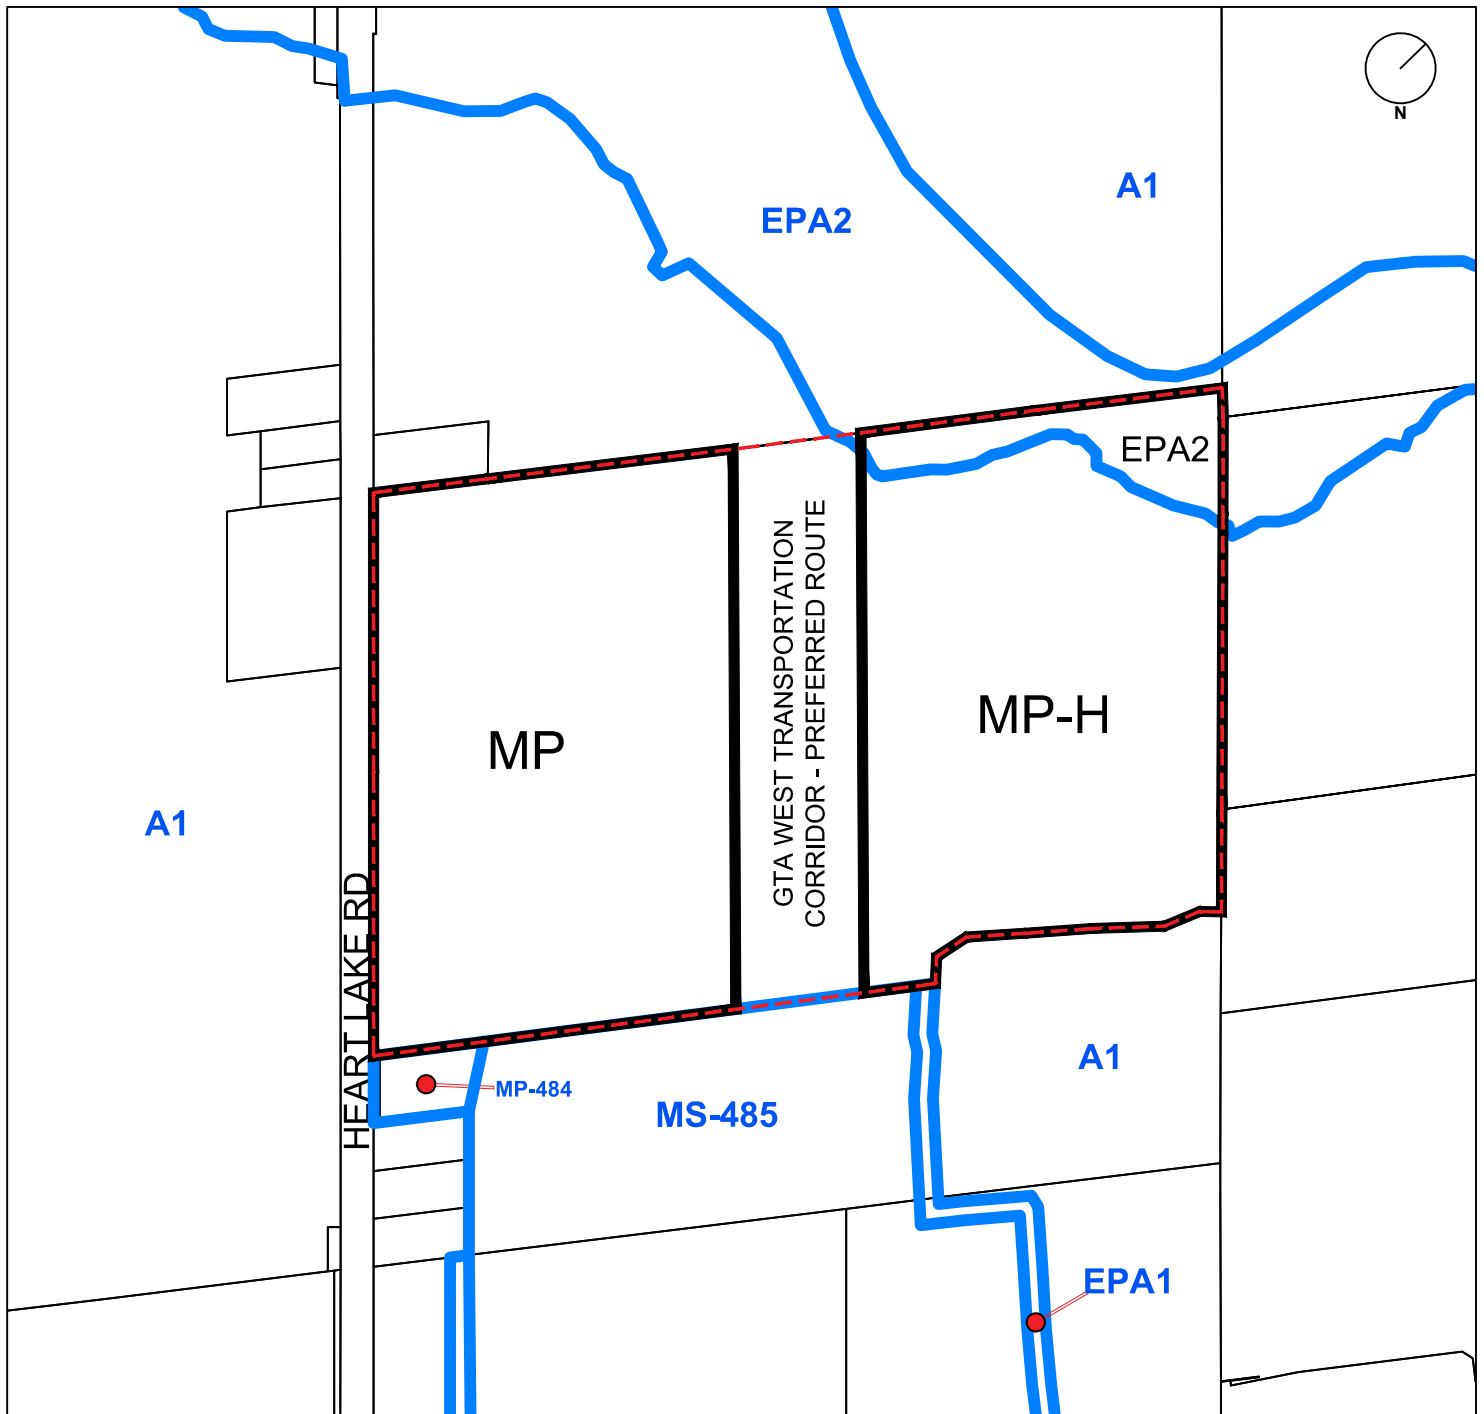 N
A1
EPA2
EPA2
GTA WEST TRANSPORTATION
CORRIDOR - PREFERRED ROUTE
MP-H
MP
A1
HEART LAKE RD
A1
MP-484
MS-485
EPA1